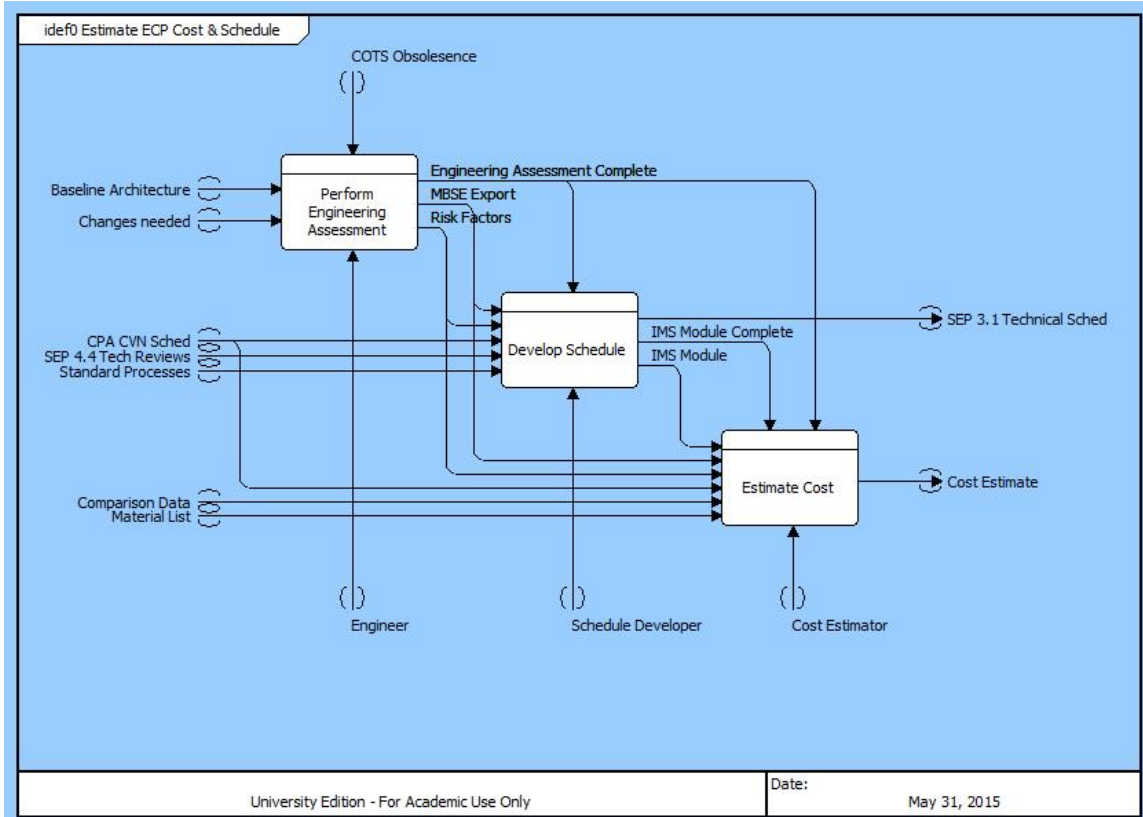 idef0 Estimate ECP Cost & Schedule
COTS Obsolesence
Baseline Architecture
Changes needed
Perform
Engineering
Assessment
Engineering Assessment Complete
MBSE Export
Risk Factors
CPA CVN Sched
SEP 4.4 Tech Reviews
Standard Processes
Develop Schedule
SEP 3.1 Technical Sched
IMS Module Complete
IMS Module
Comparison Data
Material List
Estimate Cost
Cost Estimate
Engineer
Schedule Developer
Cost Estimator
University Edition - For Academic Use Only
Date:
May 31, 2015